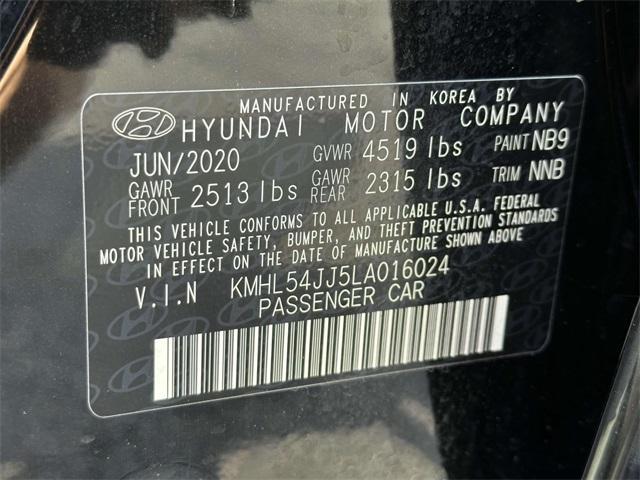 MANUFACTURED IN KOREA BY
HYUNDAI MOTOR COMPANY
JUN/2020 GVWR 4519 lbs PAINT NB9
GAWR FRONT 2513 lbs GAWR REAR 2315 lbs TRIM NNB
THIS VEHICLE CONFORMS TO ALL APPLICABLE U.S.A. FEDERAL
MOTOR VEHICLE SAFETY, BUMPER, AND THEFT PREVENTION STANDARDS
IN EFFECT ON THE DATE OF MANUFACTURE SHOWN ABOVE
V.I.N KMHL54JJ5LA016024
PASSENGER CAR